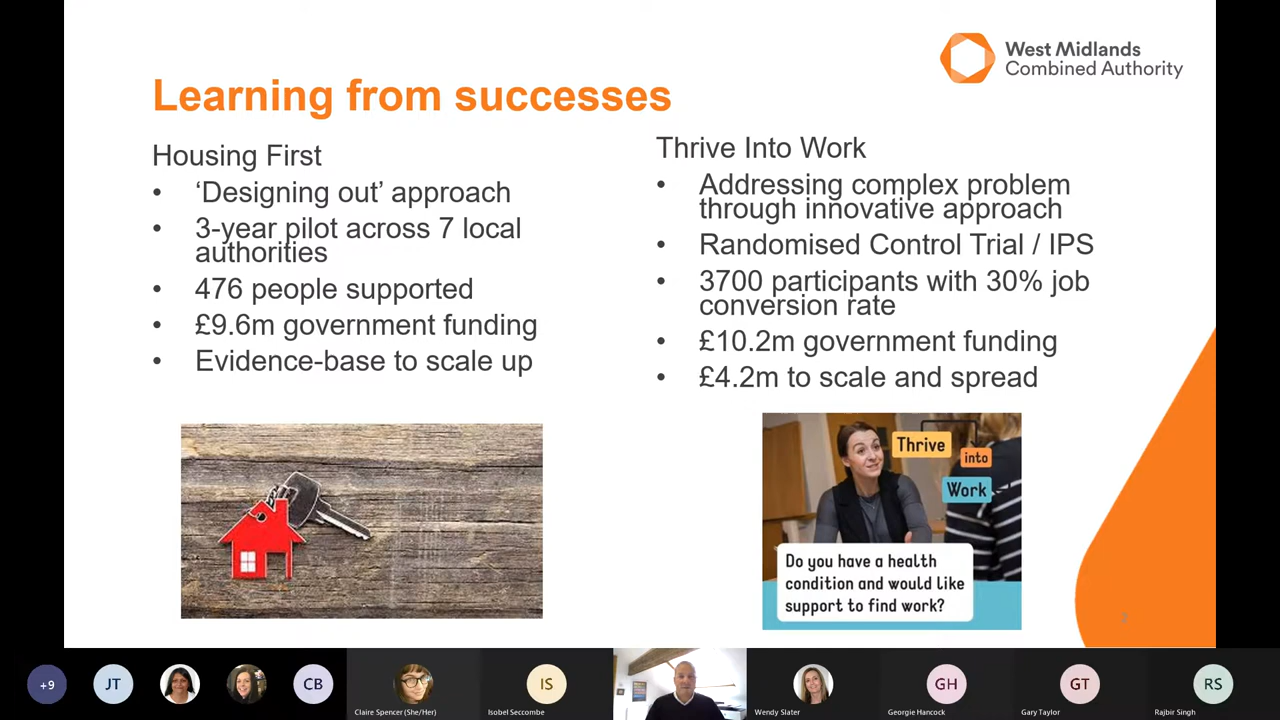 West Midlands
Combined Authority
Learning from successes
Housing First
• ‘Designing out’ approach
• 3-year pilot across 7 local
authorities
• 476 people supported
• £9.6m government funding
• Evidence-base to scale up
Thrive Into Work
• Addressing complex problem
through innovative approach
• Randomised Control Trial / IPS
• 3700 participants with 30% job
conversion rate
• £10.2m government funding
• £4.2m to scale and spread
Thrive
into
Work
Do you have a health
condition and would like
support to find work?
+9
JT
CB
Claire Spencer (She/Her)
IS
Isobel Seccombe
Wendy Slater
GH
Georgie Hancock
GT
Gary Taylor
RS
Rajbir Singh